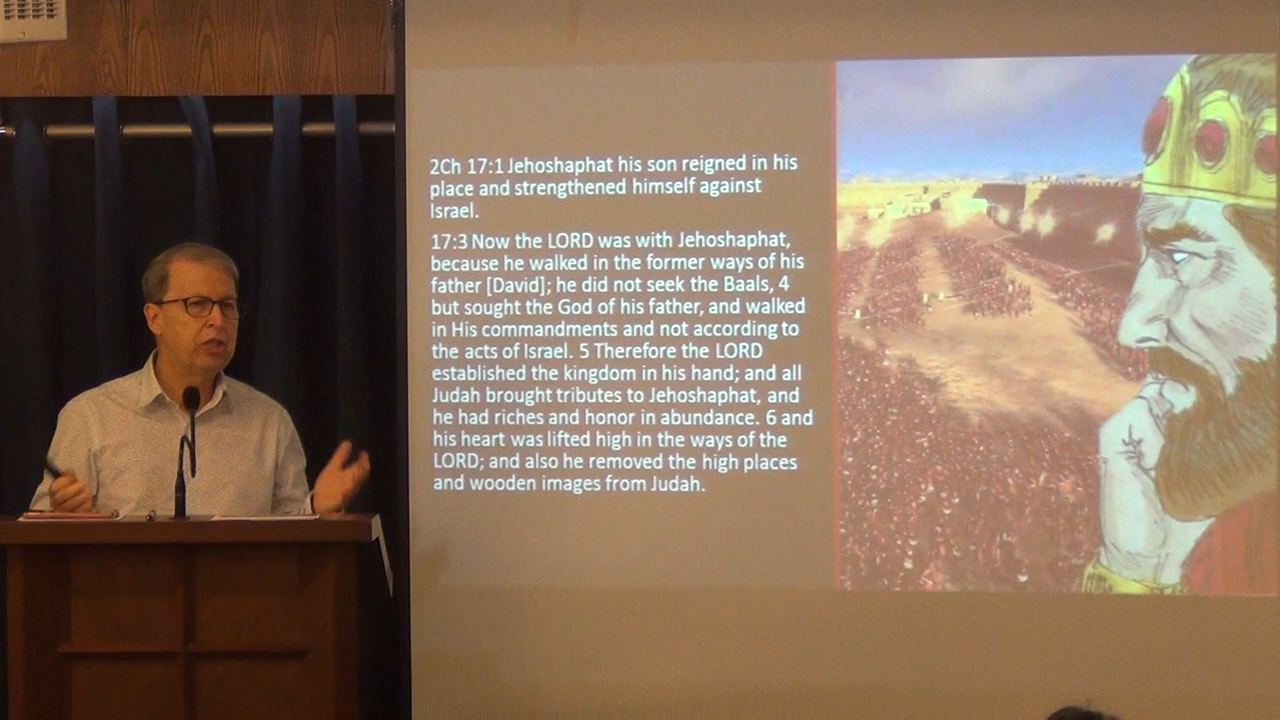 2Ch 17:1 Jehoshaphat his son reigned in his
place and strengthened himself against
Israel.
17:3 Now the LORD was with Jehoshaphat,
because he walked in the former ways of his
father [David]; he did not seek the Baals, 4
but sought the God of his father, and walked
in His commandments and not according to
the acts of Israel. 5 Therefore the LORD
established the kingdom in his hand; and all
Judah brought tributes to Jehoshaphat, and
he had riches and honor in abundance. 6 and
his heart was lifted high in the ways of the
LORD; and also he removed the high places
and wooden images from Judah.